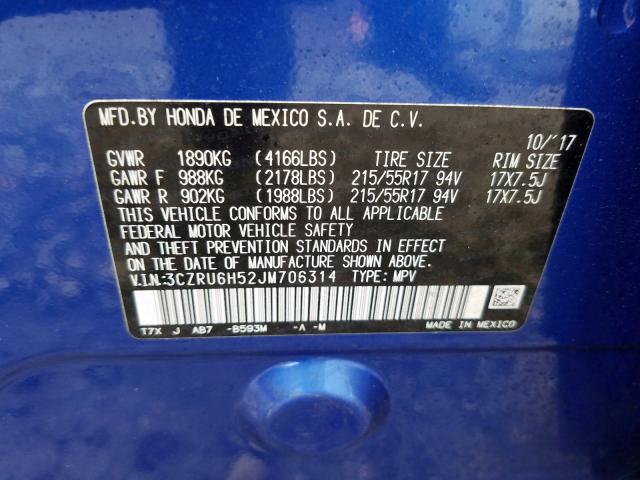 MFD. BY HONDA DE MEXICO S.A. DE C.V.
10/'17
GVWR 1890KG (4166LBS) TIRE SIZE RIM SIZE
GAWR F 988KG (2178LBS) 215/55R17 94V 17X7.5J
GAWR R 902KG (1988LBS) 215/55R17 94V 17X7.5J
THIS VEHICLE CONFORMS TO ALL APPLICABLE
FEDERAL MOTOR VEHICLE SAFETY
AND THEFT PREVENTION STANDARDS IN EFFECT
ON THE DATE OF MANUFACTURE SHOWN ABOVE.
V.I.N.:3CZRU6H52JM706314 TYPE: MPV
T7X J AB7 -B593M -A -M MADE IN MEXICO